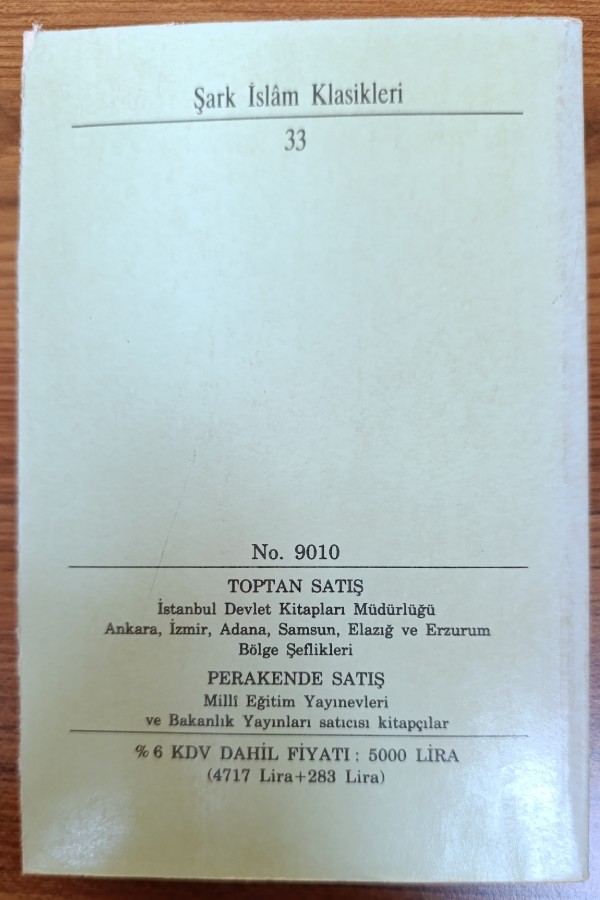 Şark İslâm Klasikleri
33
No. 9010
TOPTAN SATIŞ
İstanbul Devlet Kitapları Müdürlüğü
Ankara, İzmir, Adana, Samsun, Elazığ ve Erzurum
Bölge Şeflikleri
PERAKENDE SATIŞ
Millî Eğitim Yayınevleri
ve Bakanlık Yayınları satıcısı kitapçılar
% 6 KDV DAHİL FİYATI : 5000 LİRA
(4717 Lira+283 Lira)